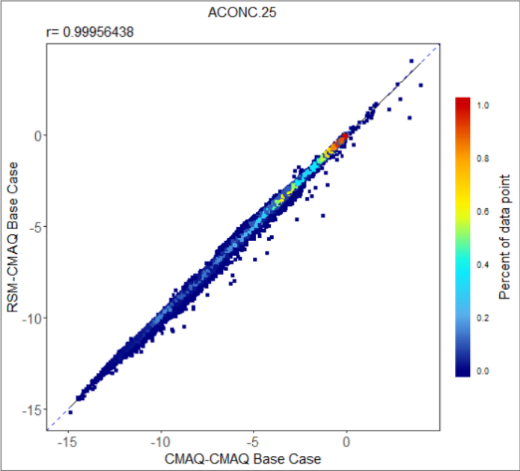 ACONC.25
r= 0.99956438
RSM-CMAQ Base Case
0
-5
-10
-15
-15
-10
-5
0
CMAQ-CMAQ Base Case
1.0
0.8
0.6
0.4
0.2
0.0
Percent of data point